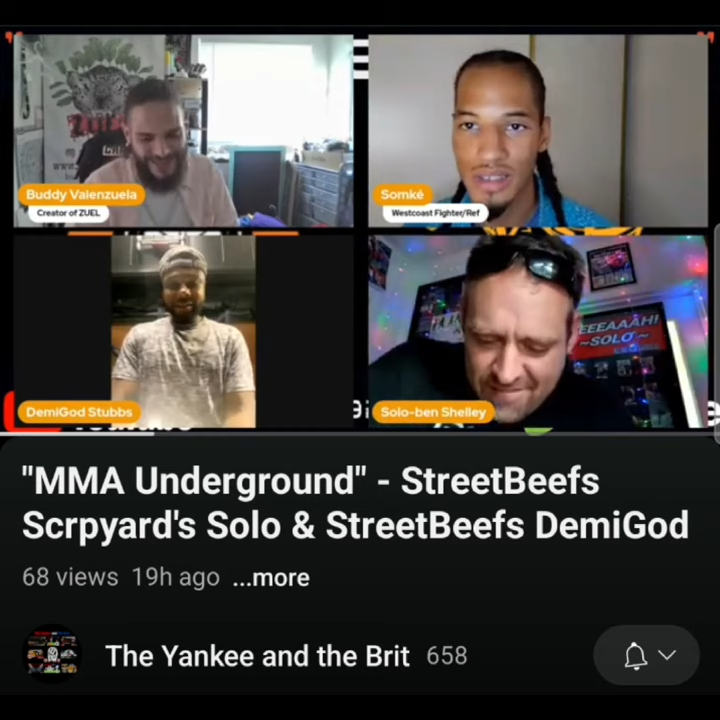 Buddy Valenzuela
Creator of ZUEL
Somké
Westcoast Fighter/Ref
EEEAAAH!
~SOLO~
DemiGod Stubbs
Solo-ben Shelley
"MMA Underground" - StreetBeefs
Scrpyard's Solo & StreetBeefs DemiGod
68 views 19h ago ...more
The Yankee and the Brit 658